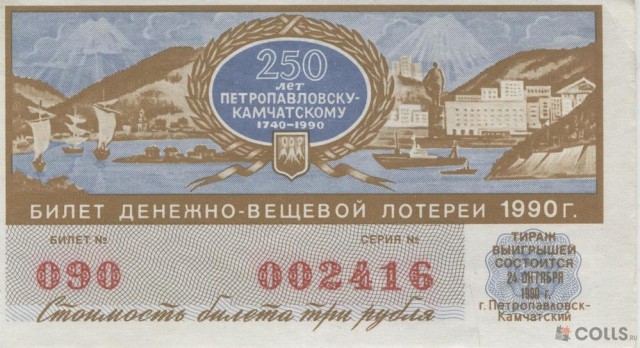 250
лет
ПЕТРОПАВЛОВСКУ-
КАМЧАТСКОМУ
1740-1990
БИЛЕТ ДЕНЕЖНО-ВЕЩЕВОЙ ЛОТЕРЕИ 1990 г.
БИЛЕТ №
СЕРИЯ №
090
002416
Стоимость билета три рубля
ТИРАЖ
ВЫИГРЫШЕЙ
СОСТОИТСЯ
24 ОКТЯБРЯ
1990 г.
г. Петропавловск-
Камчатский
COLLS.RU